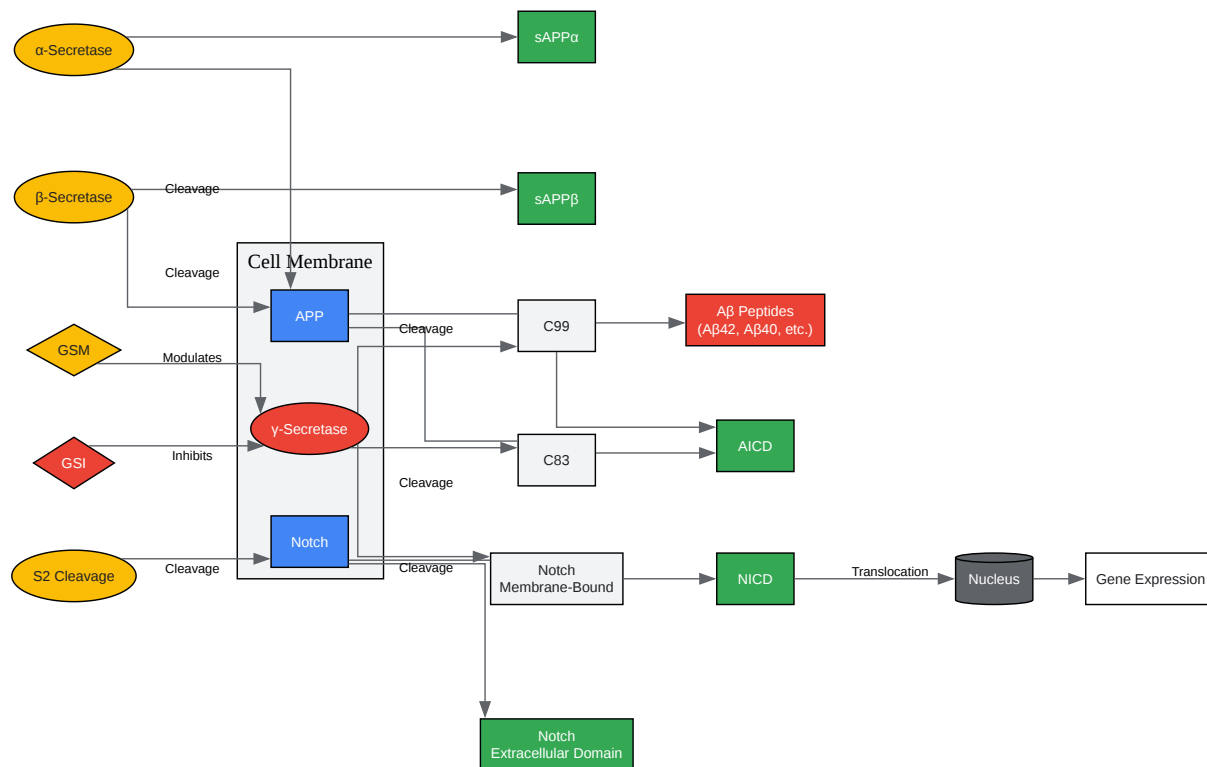 α-Secretase
sAPPα
β-Secretase
Cleavage
sAPPβ
Cell Membrane
Cleavage
APP
Cleavage
C99
Aβ Peptides
(Aβ42, Aβ40, etc.)
GSM
Modulates
γ-Secretase
C83
AICD
GSI
Inhibits
Cleavage
Notch
S2 Cleavage
Cleavage
Cleavage
Notch
Membrane-Bound
NICD
Translocation
Nucleus
Gene Expression
Notch
Extracellular Domain